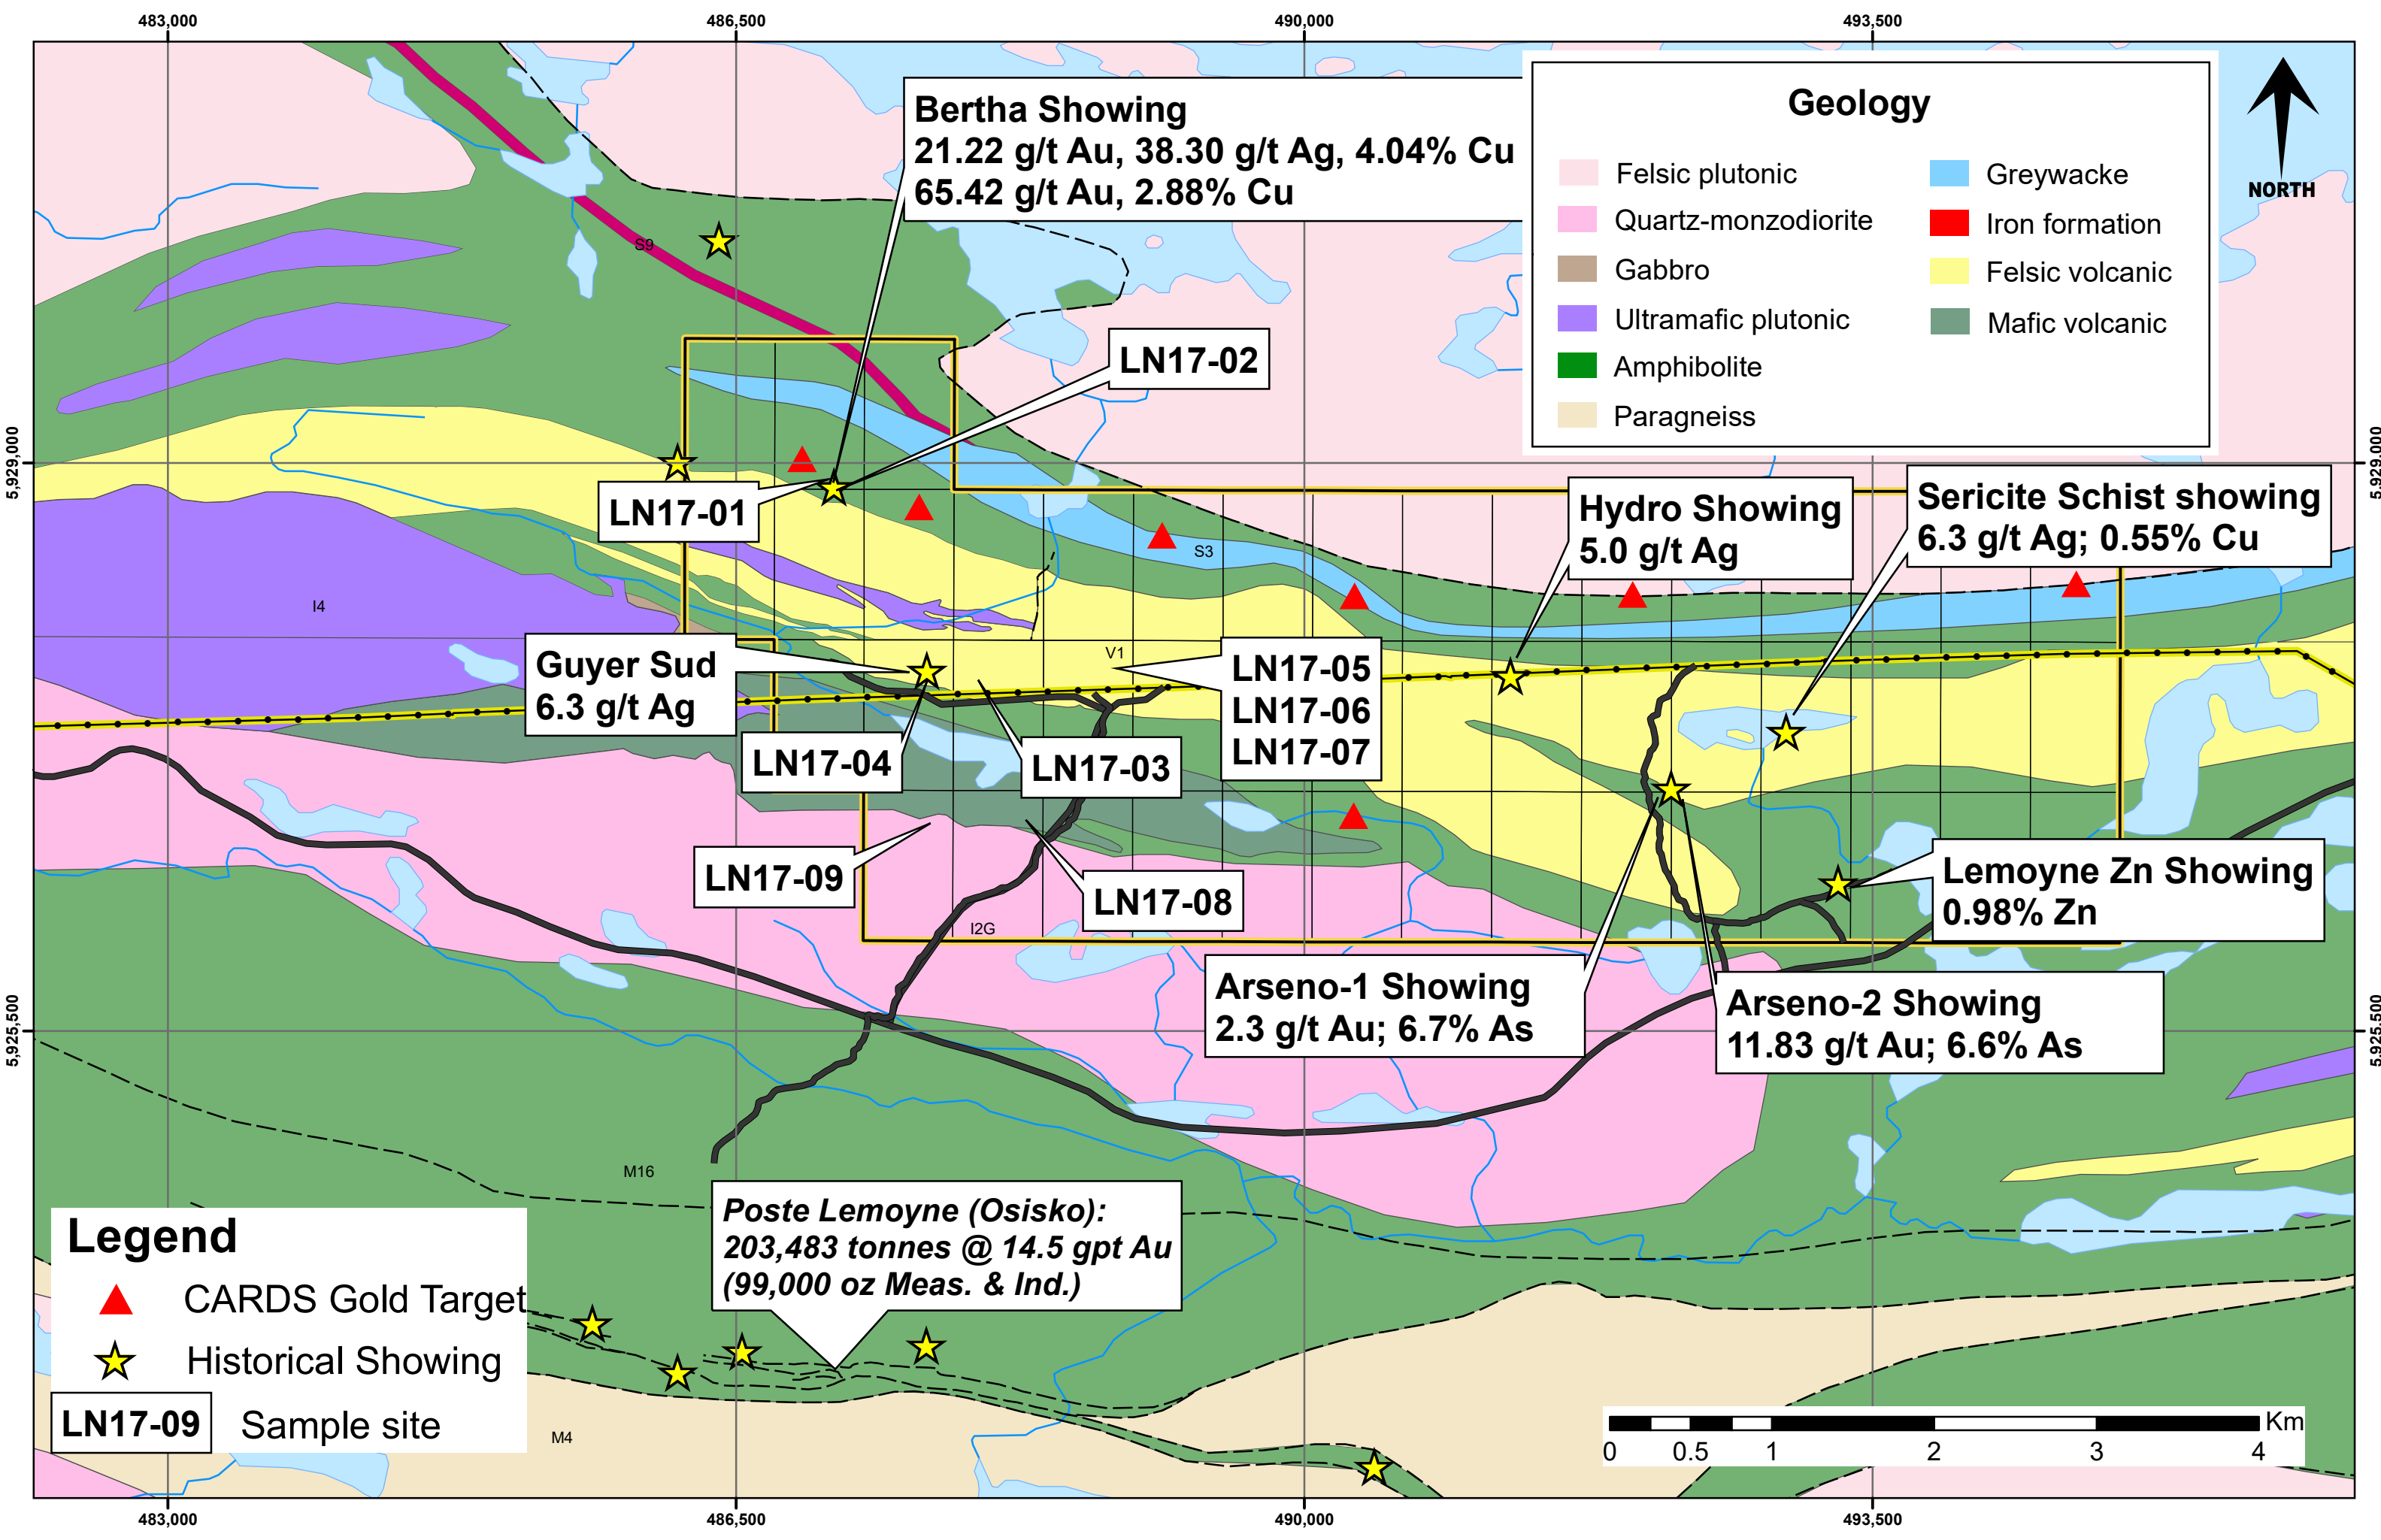 483,000
486,500
490,000
493,500
Bertha Showing
21.22 g/t Au, 38.30 g/t Ag, 4.04% Cu
65.42 g/t Au, 2.88% Cu
Geology
Felsic plutonic
Quartz-monzodiorite
Gabbro
Ultramafic plutonic
Amphibolite
Paragneiss
Greywacke
Iron formation
Felsic volcanic
Mafic volcanic
NORTH
S9
LN17-02
5,929,000
5,929,000
LN17-01
Hydro Showing
5.0 g/t Ag
Sericite Schist showing
6.3 g/t Ag; 0.55% Cu
S3
I4
Guyer Sud
6.3 g/t Ag
V1
LN17-05
LN17-06
LN17-07
LN17-04
LN17-03
LN17-09
LN17-08
Lemoyne Zn Showing
0.98% Zn
I2G
Arseno-1 Showing
2.3 g/t Au; 6.7% As
Arseno-2 Showing
11.83 g/t Au; 6.6% As
5,925,500
5,925,500
M16
Poste Lemoyne (Osisko):
203,483 tonnes @ 14.5 gpt Au
(99,000 oz Meas. & Ind.)
Legend
CARDS Gold Target
Historical Showing
LN17-09
Sample site
M4
Km
0 0.5 1 2 3 4
483,000
486,500
490,000
493,500